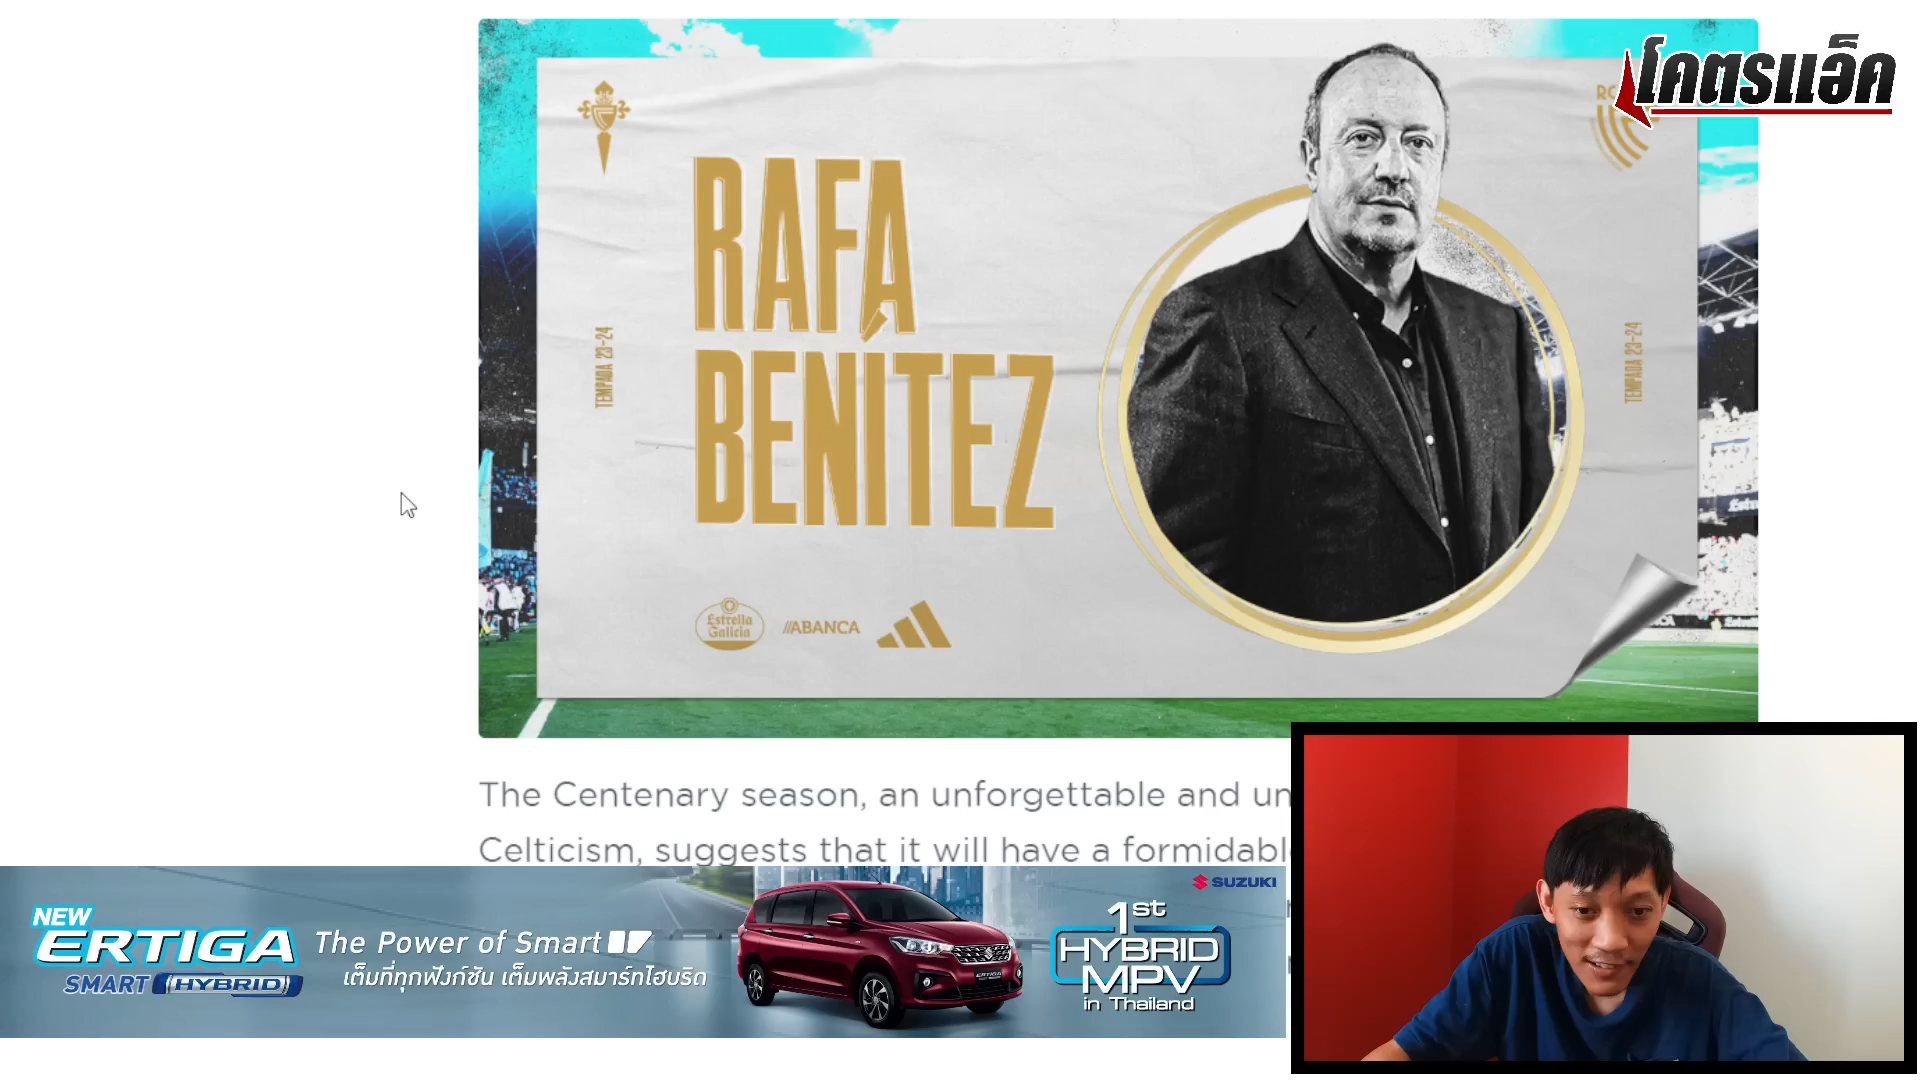 โคตรแอ็ค
RAFA
BENÍTEZ
TEMPADA 23-24
TEMPADA 23-24
Estrella
Galicia
//ABANCA
The Centenary season, an unforgettable and
Celticism, suggests that it will have a
SUZUKI
NEW
ERTIGA
SMART HYBRID
The Power of Smart
เต็มที่ทุกฟังก์ชัน เต็มพลังสมาร์ทไฮบริด
1st
HYBRID
MPV
in Thailand